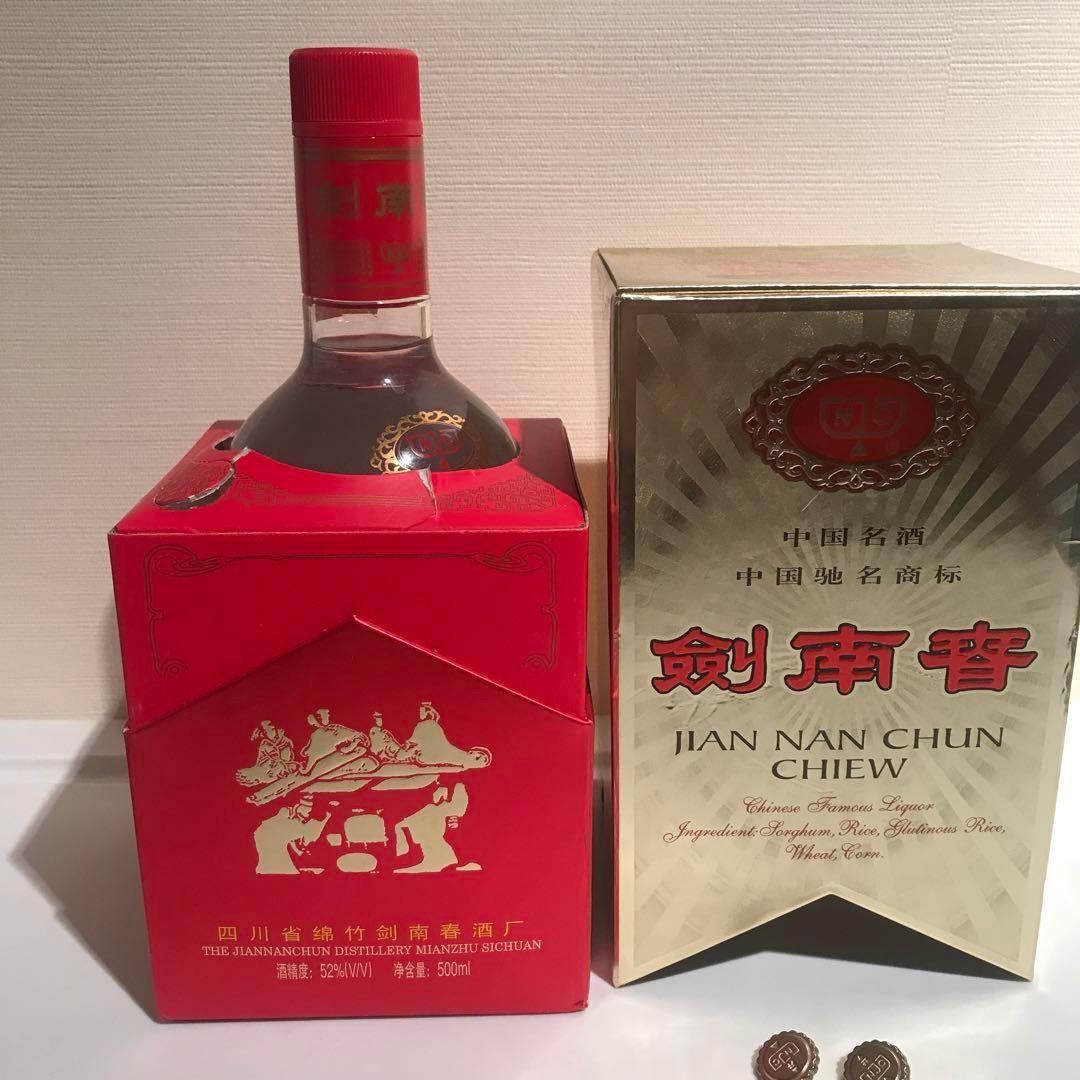 劍南
四川省绵竹剑南春酒厂
THE JIANNANCHUN DISTILLERY MIANZHU SICHUAN
酒精度: 52%(V/V) 净含量: 500ml
中国名酒
中国驰名商标
劍南春
JIAN NAN CHUN
CHIEW
Chinese Famous Liquor
Ingredient: Sorghum, Rice, Glutinous Rice,
Wheat, Corn.